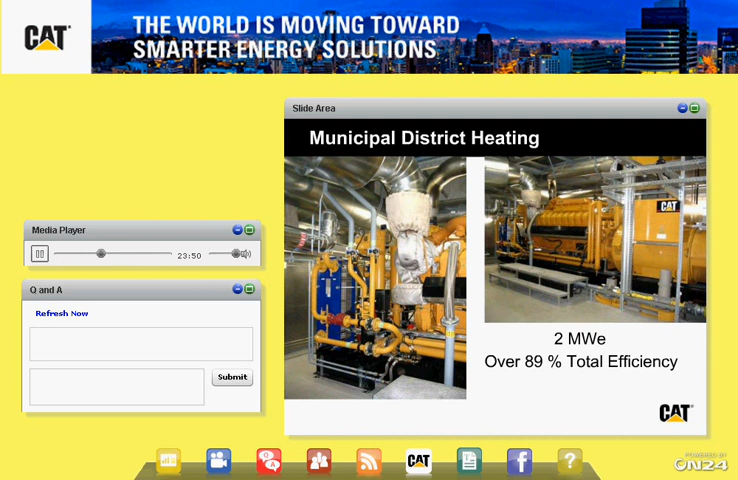 CAT
THE WORLD IS MOVING TOWARD
SMARTER ENERGY SOLUTIONS
Slide Area
Municipal District Heating
CAT
2 MWe
Over 89 % Total Efficiency
CAT
Media Player
23:50
Q and A
Refresh Now
Submit
Q
A
CAT
f
?
POWERED BY
ON24